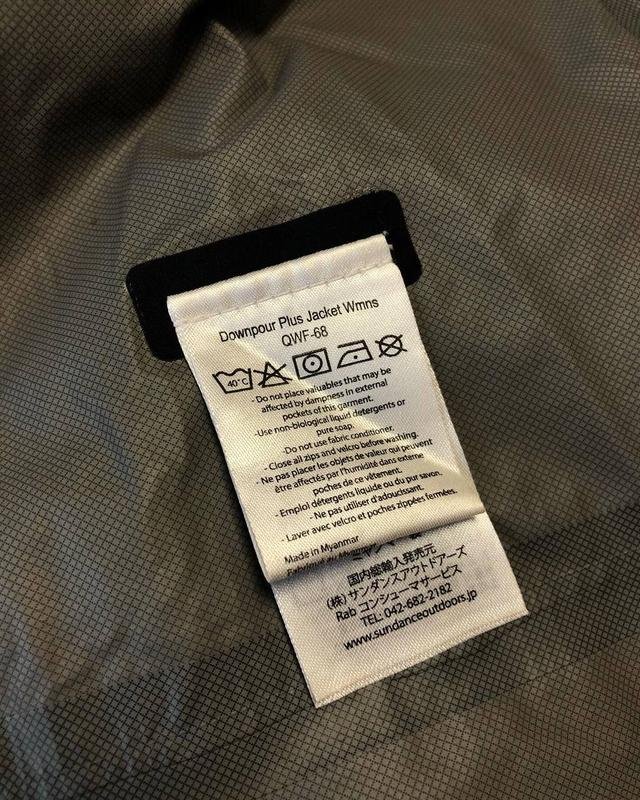 Downpour Plus Jacket Wmns
QWF-68
40°C
- Do not place valuables that may be
affected by dampness in external
pockets of this garment.
-Use non-biological liquid detergents or
pure soap.
-Do not use fabric conditioner.
- Close all zips and velcro before washing.
- Ne pas placer les objets de valeur qui peuvent
être affectés par l'humidité dans externe
poches de ce vêtement.
- Emploi détergents liquide ou du pur savon.
- Ne pas utiliser d'adoucissant.
- Laver avec velcro et poches zippées fermées.
Made in Myanmar
Fabriqué au
国内総輸入発売元
(株) サンダンスアウトドアーズ
Rab コンシューマサービス
TEL: 042-682-2182
www.sundanceoutdoors.jp